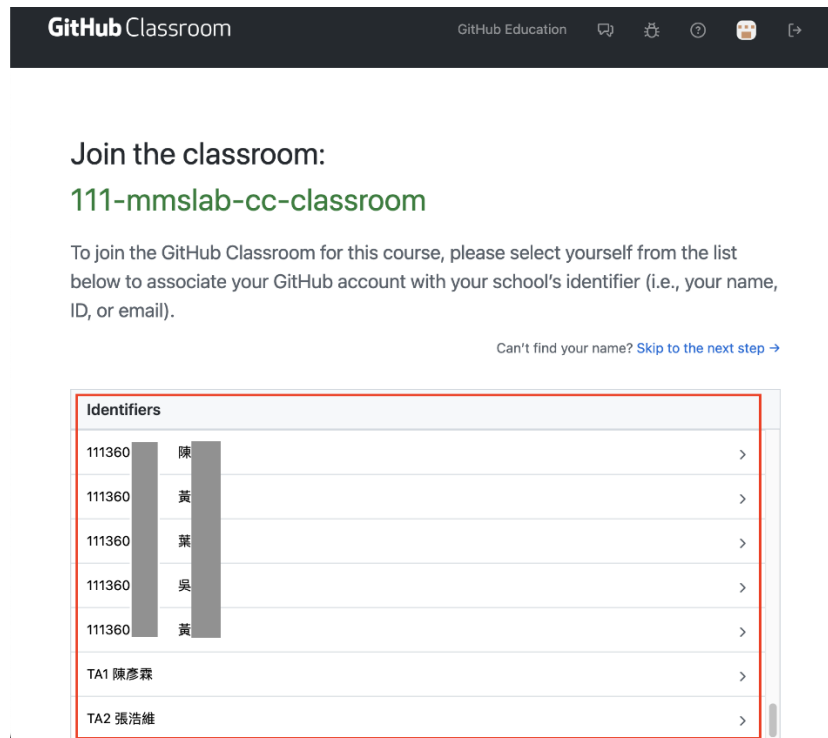 GitHub Classroom GitHub Education
Join the classroom:
111-mmslab-cc-classroom
To join the GitHub Classroom for this course, please select yourself from the list
below to associate your GitHub account with your school’s identifier (i.e., your name,
ID, or email).
Can’t find your name? Skip to the next step →
Identifiers
111360 陳
111360 黃
111360 葉
111360 吳
111360 黃
TA1 陳彥霖
TA2 張浩維